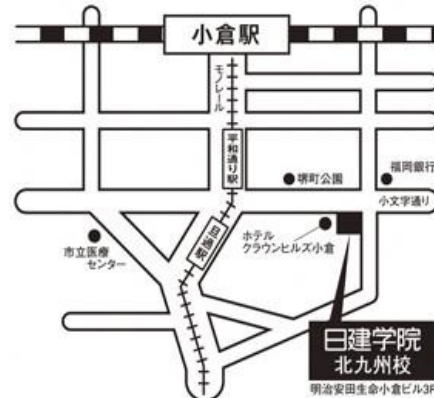 小倉駅
モノレール
平和通り駅
堺町公園
福岡銀行
小文字通り
旦過駅
ホテル
クラウンヒルズ小倉
市立医療
センター
日建学院
北九州校
明治安田生命小倉ビル3F